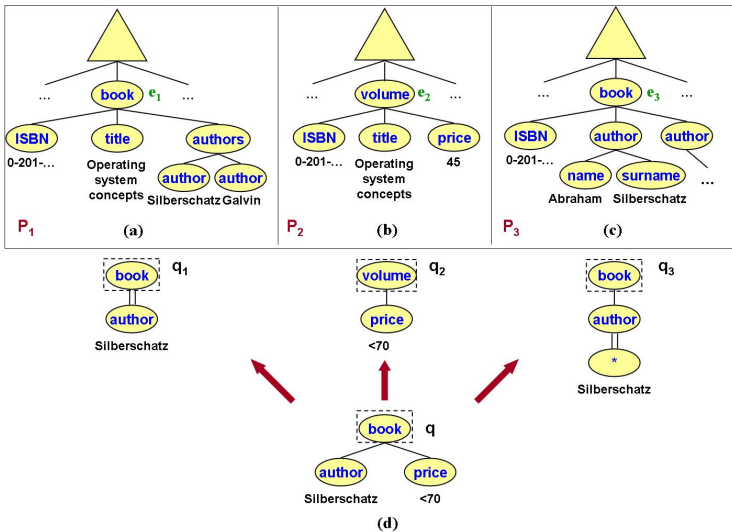 ... book e1 ...
... volume e2 ...
... book e3 ...
ISBN title authors
0-201-...
Operating
system
concepts
author author
Silberschatz Galvin
P1 (a)
ISBN title price
0-201-...
Operating
system
concepts
45
P2 (b)
ISBN author author
0-201-...
name surname ...
Abraham Silberschatz
P3 (c)
book q1
author
Silberschatz
volume q2
price
<70
book q3
author
*
Silberschatz
book q
author price
Silberschatz <70
(d)